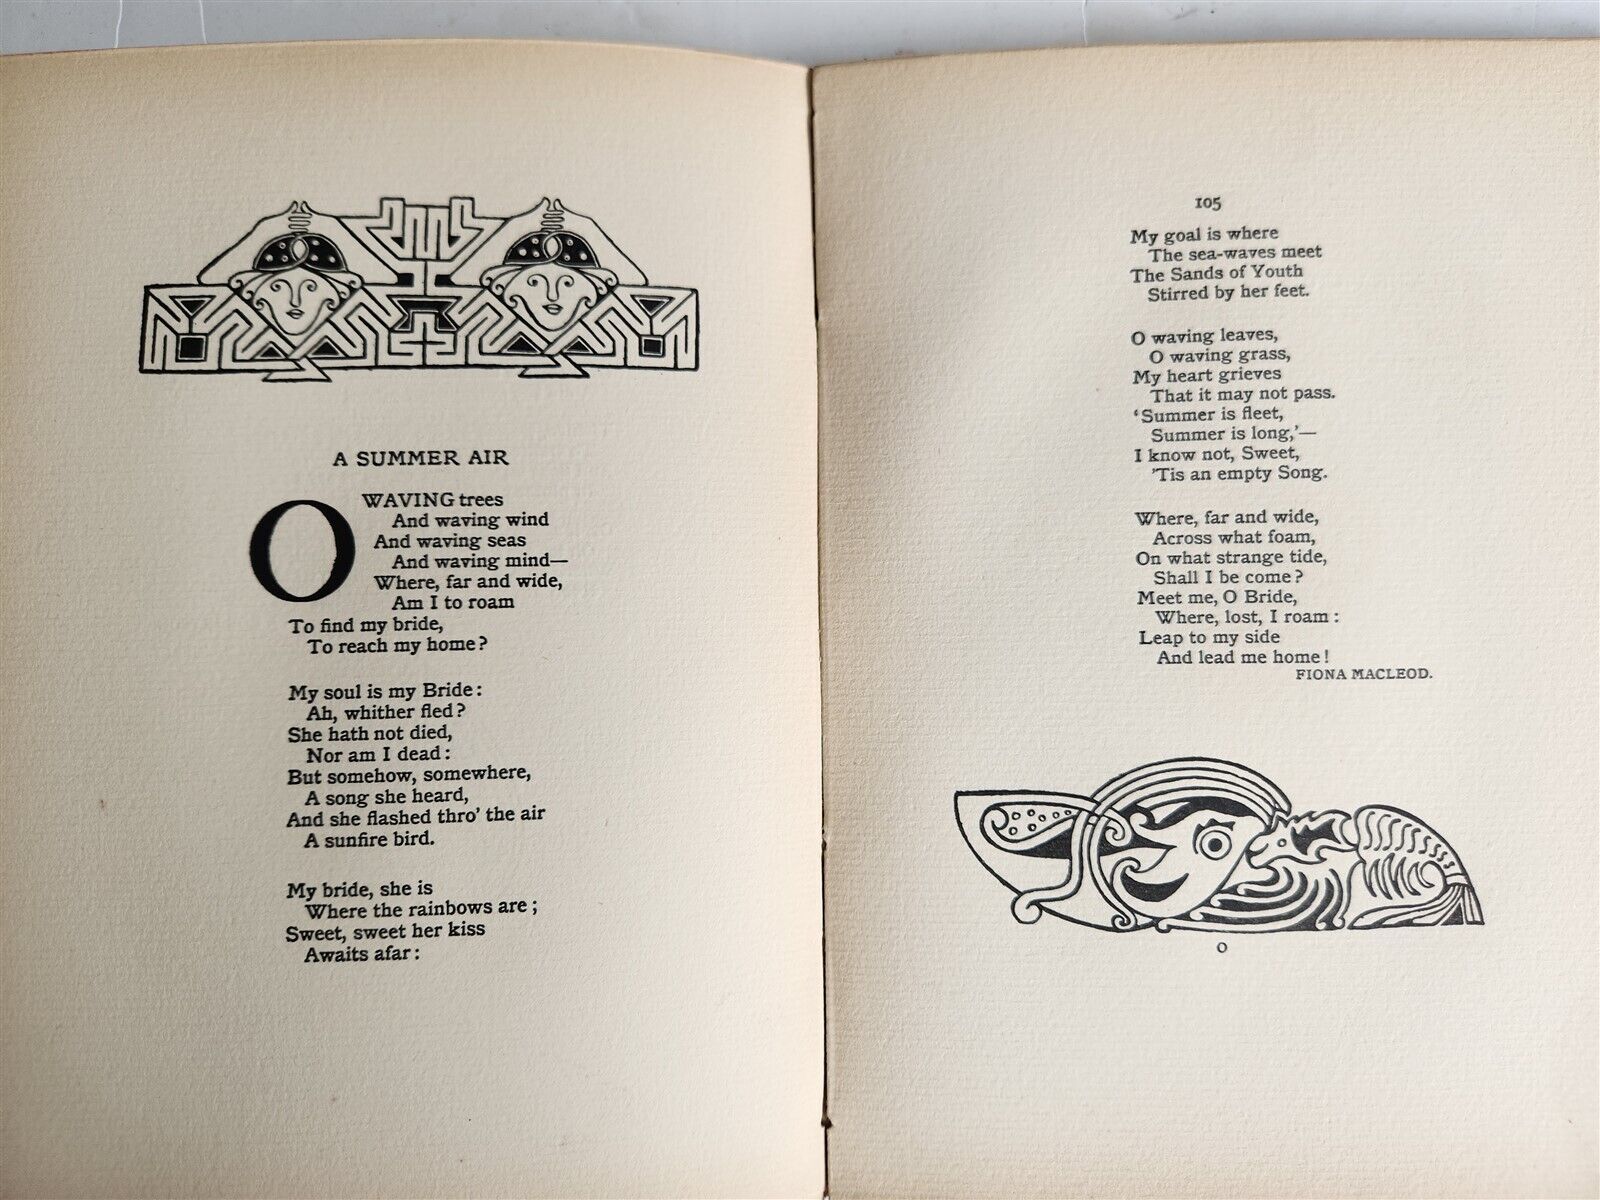 A SUMMER AIR
O WAVING trees
And waving wind
And waving seas
And waving mind—
Where, far and wide,
Am I to roam
To find my bride,
To reach my home?
My soul is my Bride:
Ah, whither fled?
She hath not died,
Nor am I dead:
But somehow, somewhere,
A song she heard,
And she flashed thro' the air
A sunfire bird.
My bride, she is
Where the rainbows are;
Sweet, sweet her kiss
Awaits afar:
105
My goal is where
The sea-waves meet
The Sands of Youth
Stirred by her feet.
O waving leaves,
O waving grass,
My heart grieves
That it may not pass.
'Summer is fleet,
Summer is long,'—
I know not, Sweet,
'Tis an empty Song.
Where, far and wide,
Across what foam,
On what strange tide,
Shall I be come?
Meet me, O Bride,
Where, lost, I roam:
Leap to my side
And lead me home!
FIONA MACLEOD.
O